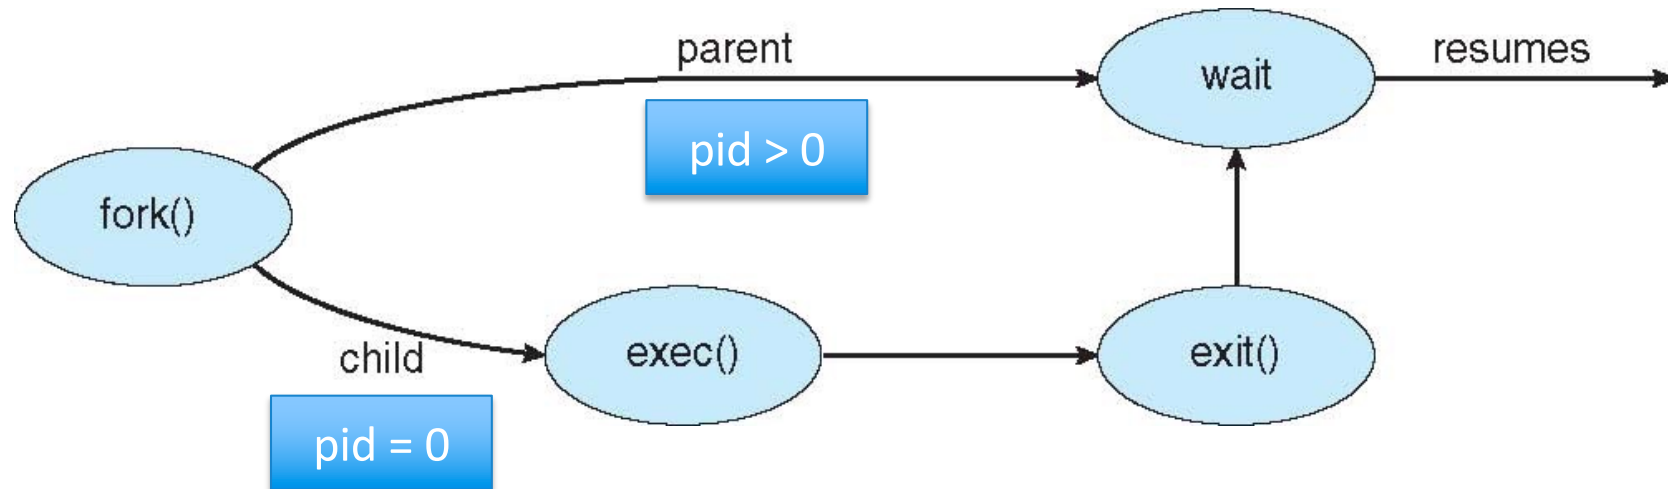 parent
resumes
wait
pid > 0
fork()
child
exec()
exit()
pid = 0